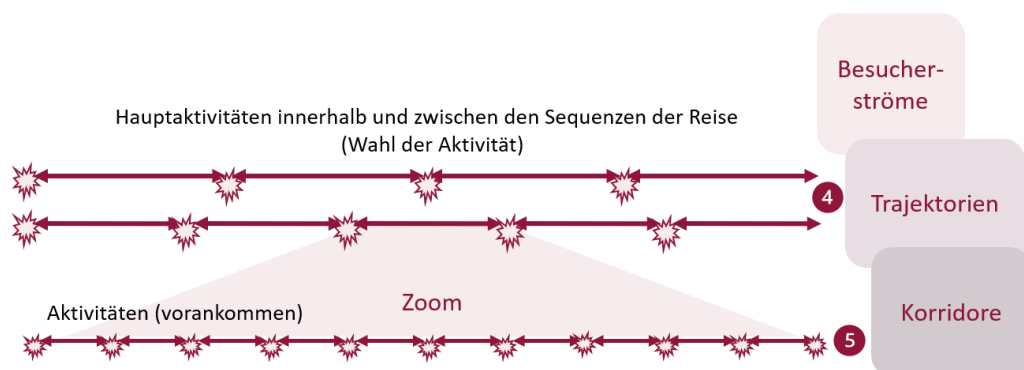 Besucher-
ströme
Hauptaktivitäten innerhalb und zwischen den Sequenzen der Reise
(Wahl der Aktivität)
4
Trajektorien
Zoom
Aktivitäten (vorankommen)
Korridore
5